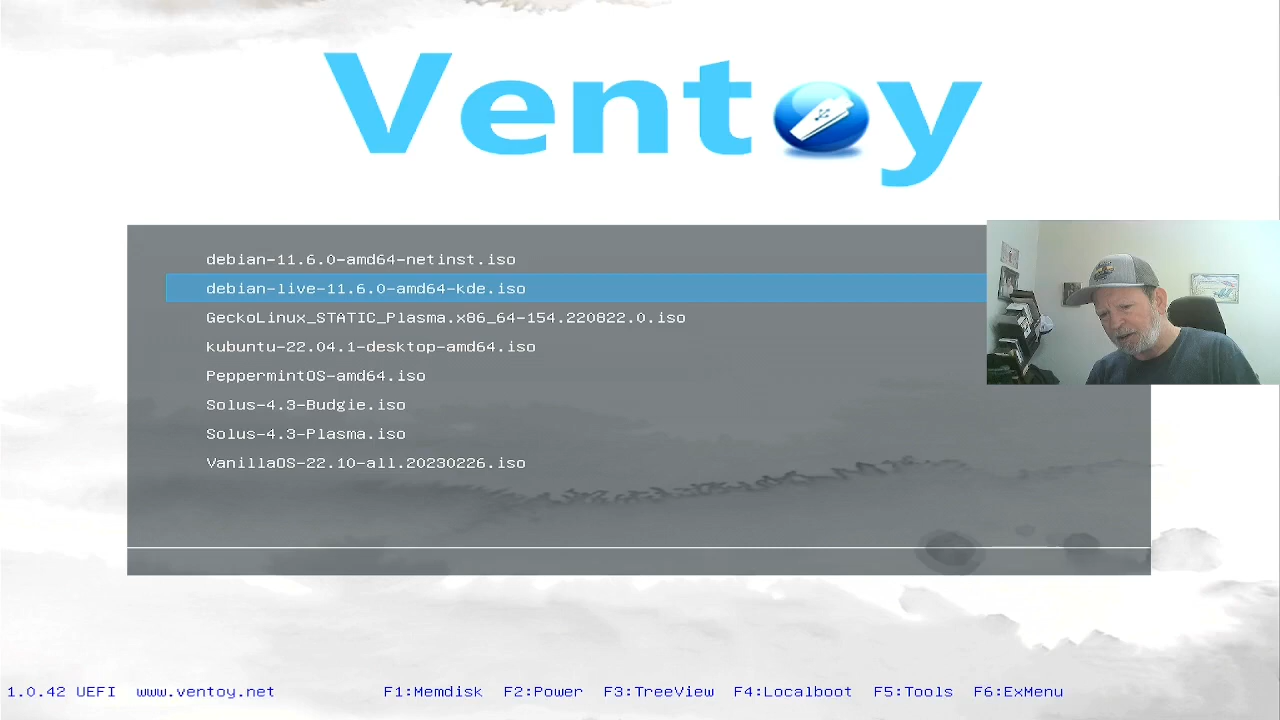 Ventoy
debian-11.6.0-amd64-netinst.iso
debian-live-11.6.0-amd64-kde.iso
GeckoLinux_STATIC_Plasma.x86_64-154.220822.0.iso
kubuntu-22.04.1-desktop-amd64.iso
PeppermintOS-amd64.iso
Solus-4.3-Budgie.iso
Solus-4.3-Plasma.iso
VanillaOS-22.10-all.20230226.iso
1.0.42 UEFI www.ventoy.net F1:Memdisk F2:Power F3:TreeView F4:Localboot F5:Tools F6:ExMenu